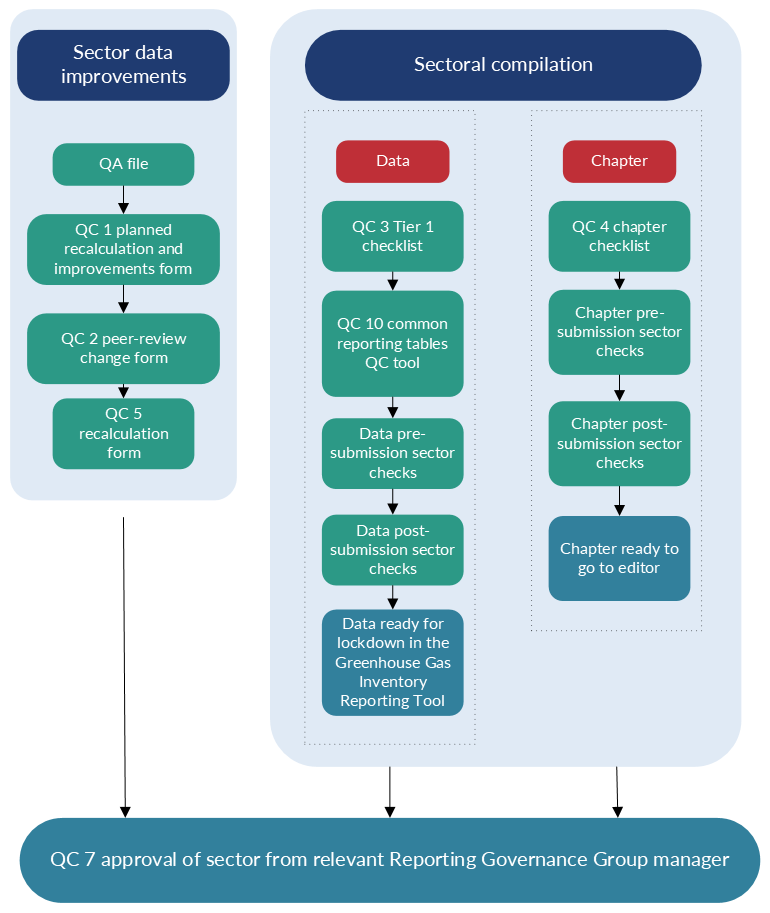 Sector data
improvements
QA file
QC 1 planned
recalculation and
improvements form
QC 2 peer-review
change form
QC 5
recalculation
form
Sectoral compilation
Data
QC 3 Tier 1
checklist
QC 10 common
reporting tables
QC tool
Data pre-
submission sector
checks
Data post-
submission sector
checks
Data ready for
lockdown in the
Greenhouse Gas
Inventory
Reporting Tool
Chapter
QC 4 chapter
checklist
Chapter pre-
submission sector
checks
Chapter post-
submission sector
checks
Chapter ready to
go to editor
QC 7 approval of sector from relevant Reporting Governance Group manager